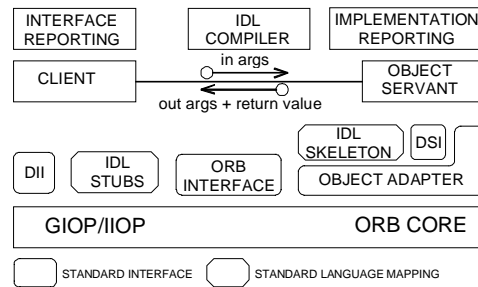 INTERFACE
REPORTING
IDL
COMPILER
IMPLEMENTATION
REPORTING
CLIENT
in args
out args + return value
OBJECT
SERVANT
DII
IDL
STUBS
ORB
INTERFACE
IDL
SKELETON
DSI
OBJECT ADAPTER
GIOP/IIOP
ORB CORE
STANDARD INTERFACE
STANDARD LANGUAGE MAPPING